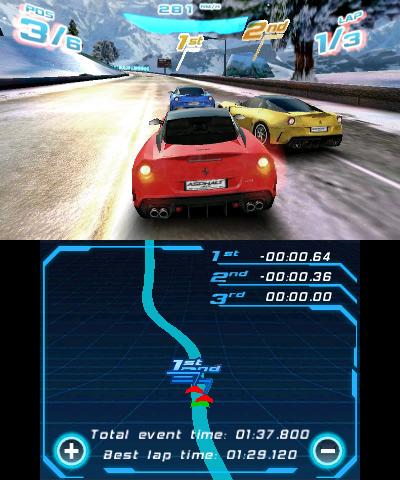 POS
3/6
281 mph
1st
2nd
LAP
1/3
ASPHALT
1st -00:00.64
2nd -00:00.36
3rd 00:00.00
1st
2nd
Total event time: 01:37.800
Best lap time: 01:29.120